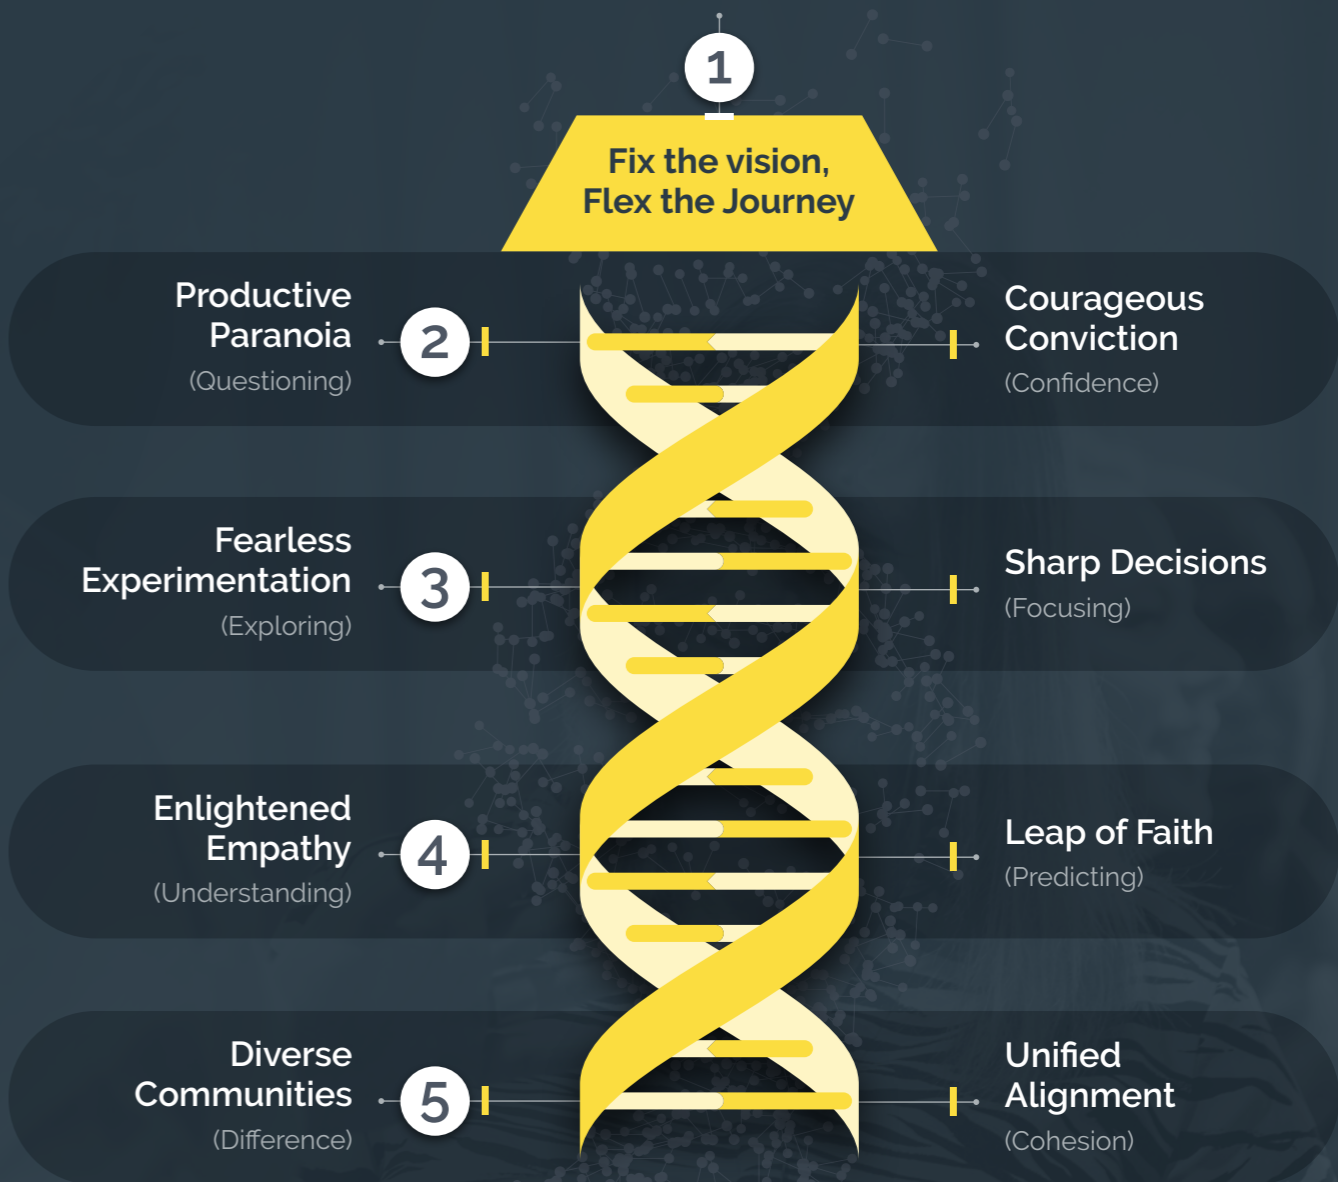 1
Fix the vision,
Flex the Journey
Productive
Paranoia
(Questioning)
2
Courageous
Conviction
(Confidence)
Fearless
Experimentation
(Exploring)
3
Sharp Decisions
(Focusing)
Enlightened
Empathy
(Understanding)
4
Leap of Faith
(Predicting)
Diverse
Communities
(Difference)
5
Unified
Alignment
(Cohesion)